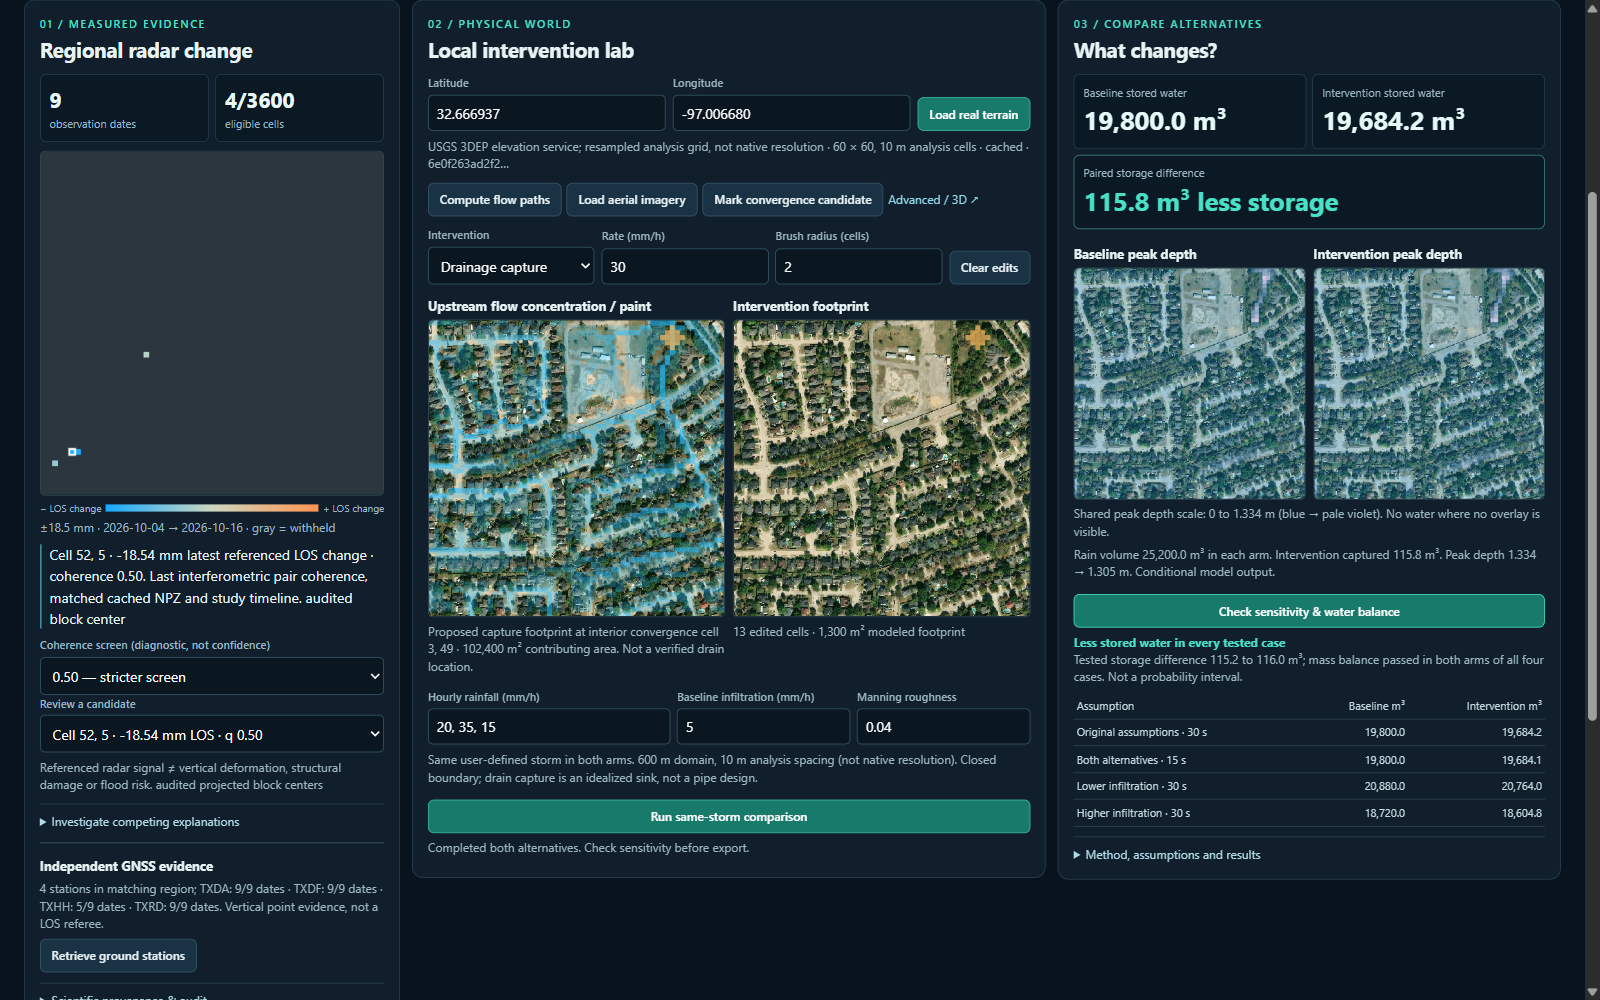 01 / MEASURED EVIDENCE
Regional radar change
9
observation dates
4/3600
eligible cells
− LOS change
+ LOS change
±18.5 mm · 2026-10-04 → 2026-10-16 · gray = withheld
Cell 52, 5 · -18.54 mm latest referenced LOS change ·
coherence 0.50. Last interferometric pair coherence,
matched cached NPZ and study timeline. audited
block center
Coherence screen (diagnostic, not confidence)
0.50 — stricter screen
Review a candidate
Cell 52, 5 · -18.54 mm LOS · q 0.50
Referenced radar signal ≠ vertical deformation, structural
damage or flood risk. audited projected block centers
▶ Investigate competing explanations
Independent GNSS evidence
4 stations in matching region; TXDA: 9/9 dates · TXDF: 9/9 dates ·
TXHH: 5/9 dates · TXRD: 9/9 dates. Vertical point evidence, not a
LOS referee.
Retrieve ground stations
02 / PHYSICAL WORLD
Local intervention lab
Latitude
Longitude
32.666937
-97.006680
Load real terrain
USGS 3DEP elevation service; resampled analysis grid, not native resolution · 60 × 60, 10 m analysis cells · cached ·
6e0f263ad2f2...
Compute flow paths
Load aerial imagery
Mark convergence candidate
Advanced / 3D ↗
Intervention
Rate (mm/h)
Brush radius (cells)
Drainage capture
30
2
Clear edits
Upstream flow concentration / paint
Intervention footprint
Proposed capture footprint at interior convergence cell
3, 49 · 102,400 m² contributing area. Not a verified drain
location.
13 edited cells · 1,300 m² modeled footprint
Hourly rainfall (mm/h)
Baseline infiltration (mm/h)
Manning roughness
20, 35, 15
5
0.04
Same user-defined storm in both arms. 600 m domain, 10 m analysis spacing (not native resolution). Closed
boundary; drain capture is an idealized sink, not a pipe design.
Run same-storm comparison
Completed both alternatives. Check sensitivity before export.
03 / COMPARE ALTERNATIVES
What changes?
Baseline stored water
19,800.0 m³
Intervention stored water
19,684.2 m³
Paired storage difference
115.8 m³ less storage
Baseline peak depth
Intervention peak depth
Shared peak depth scale: 0 to 1.334 m (blue → pale violet). No water where no overlay is
visible.
Rain volume 25,200.0 m³ in each arm. Intervention captured 115.8 m³. Peak depth 1.334
→ 1.305 m. Conditional model output.
Check sensitivity & water balance
Less stored water in every tested case
Tested storage difference 115.2 to 116.0 m³; mass balance passed in both arms of all four
cases. Not a probability interval.
Assumption Baseline m³ Intervention m³
Original assumptions · 30 s 19,800.0 19,684.2
Both alternatives · 15 s 19,800.0 19,684.1
Lower infiltration · 30 s 20,880.0 20,764.0
Higher infiltration · 30 s 18,720.0 18,604.8
▶ Method, assumptions and results